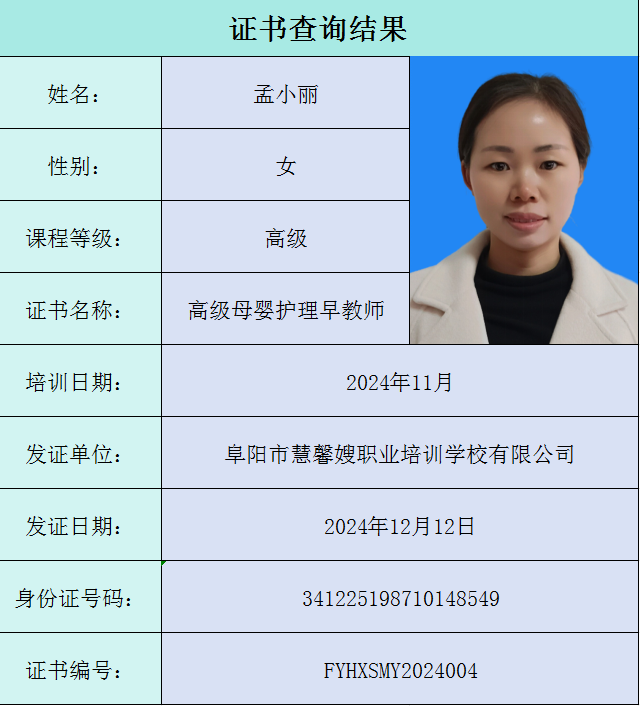 证书查询结果
姓名： 孟小丽
性别： 女
课程等级： 高级
证书名称： 高级母婴护理早教师
培训日期： 2024年11月
发证单位： 阜阳市慧馨嫂职业培训学校有限公司
发证日期： 2024年12月12日
身份证号码： 341225198710148549
证书编号： FYHXSMY2024004